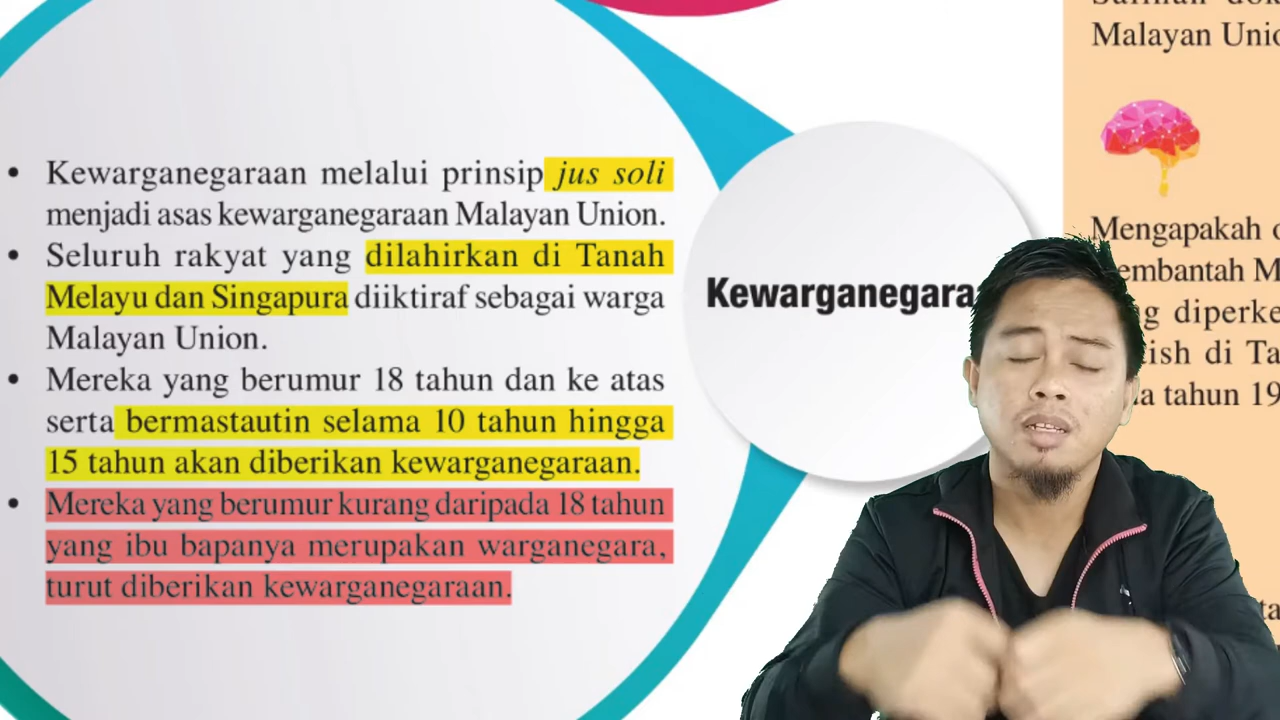 • Kewarganegaraan melalui prinsip jus soli
menjadi asas kewarganegaraan Malayan Union.
• Seluruh rakyat yang dilahirkan di Tanah
Melayu dan Singapura diiktiraf sebagai warga
Malayan Union.
• Mereka yang berumur 18 tahun dan ke atas
serta bermastautin selama 10 tahun hingga
15 tahun akan diberikan kewarganegaraan.
• Mereka yang berumur kurang daripada 18 tahun
yang ibu bapanya merupakan warganegara,
turut diberikan kewarganegaraan.
Kewarganegara
Malayan
Mengapakah
diperke
di Ta
tahun 19